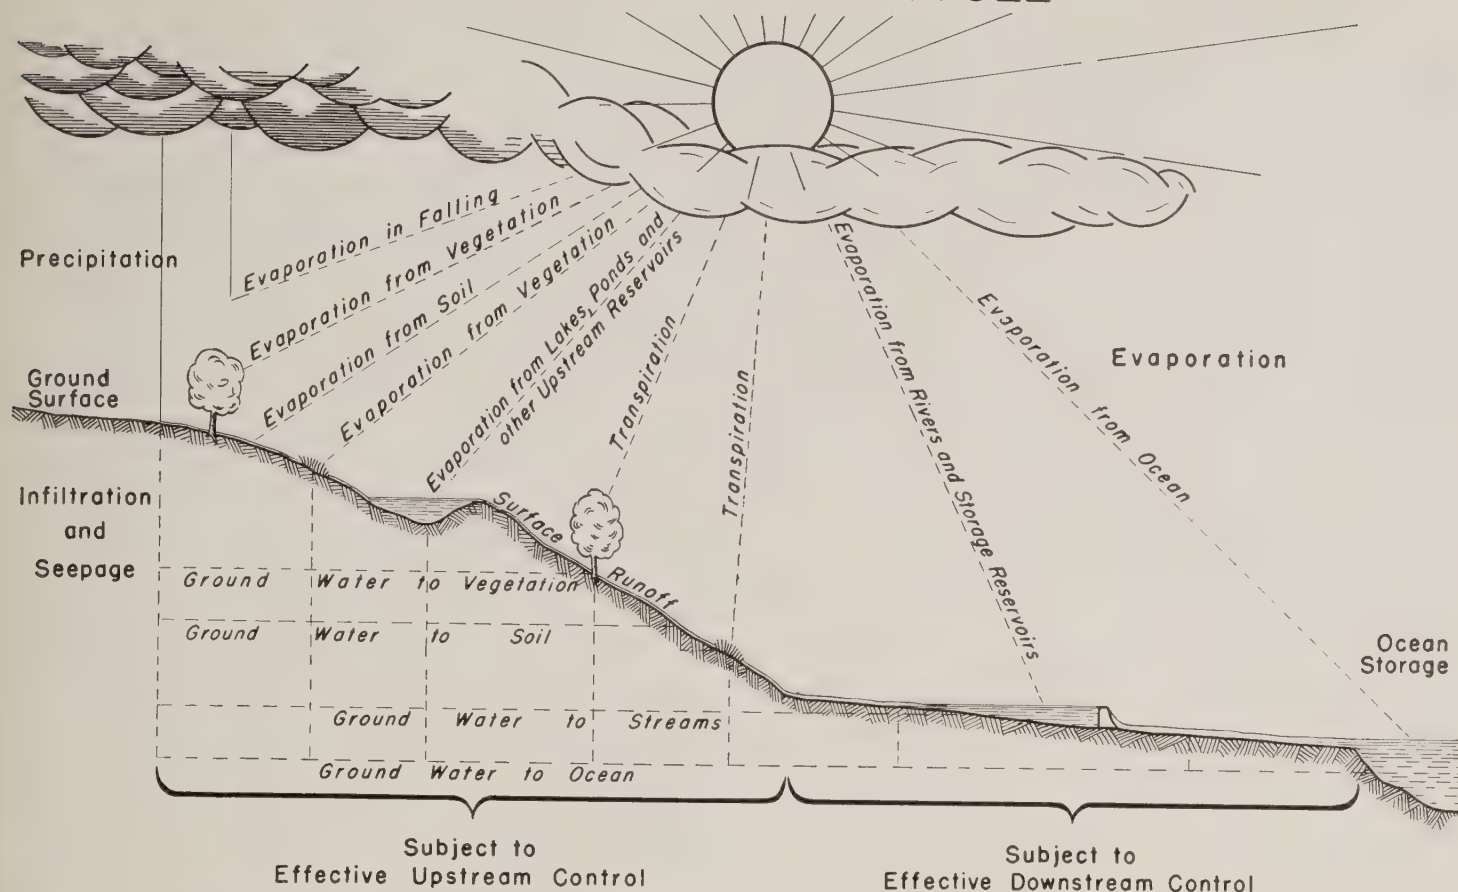 Precipitation
Evaporation in Falling
Evaporation from Vegetation
Evaporation from Soil
Evaporation from Vegetation
Evaporation from Lakes, Ponds and
other Upstream Reservoirs
Transpiration
Transpiration
Evaporation from Rivers and Storage Reservoirs
Evaporation from Ocean
Evaporation
Ground
Surface
Infiltration
and
Seepage
Surface Runoff
Ground Water to Vegetation
Ground Water to Soil
Ground Water to Streams
Ground Water to Ocean
Ocean
Storage
Subject to
Effective Upstream Control
Subject to
Effective Downstream Control